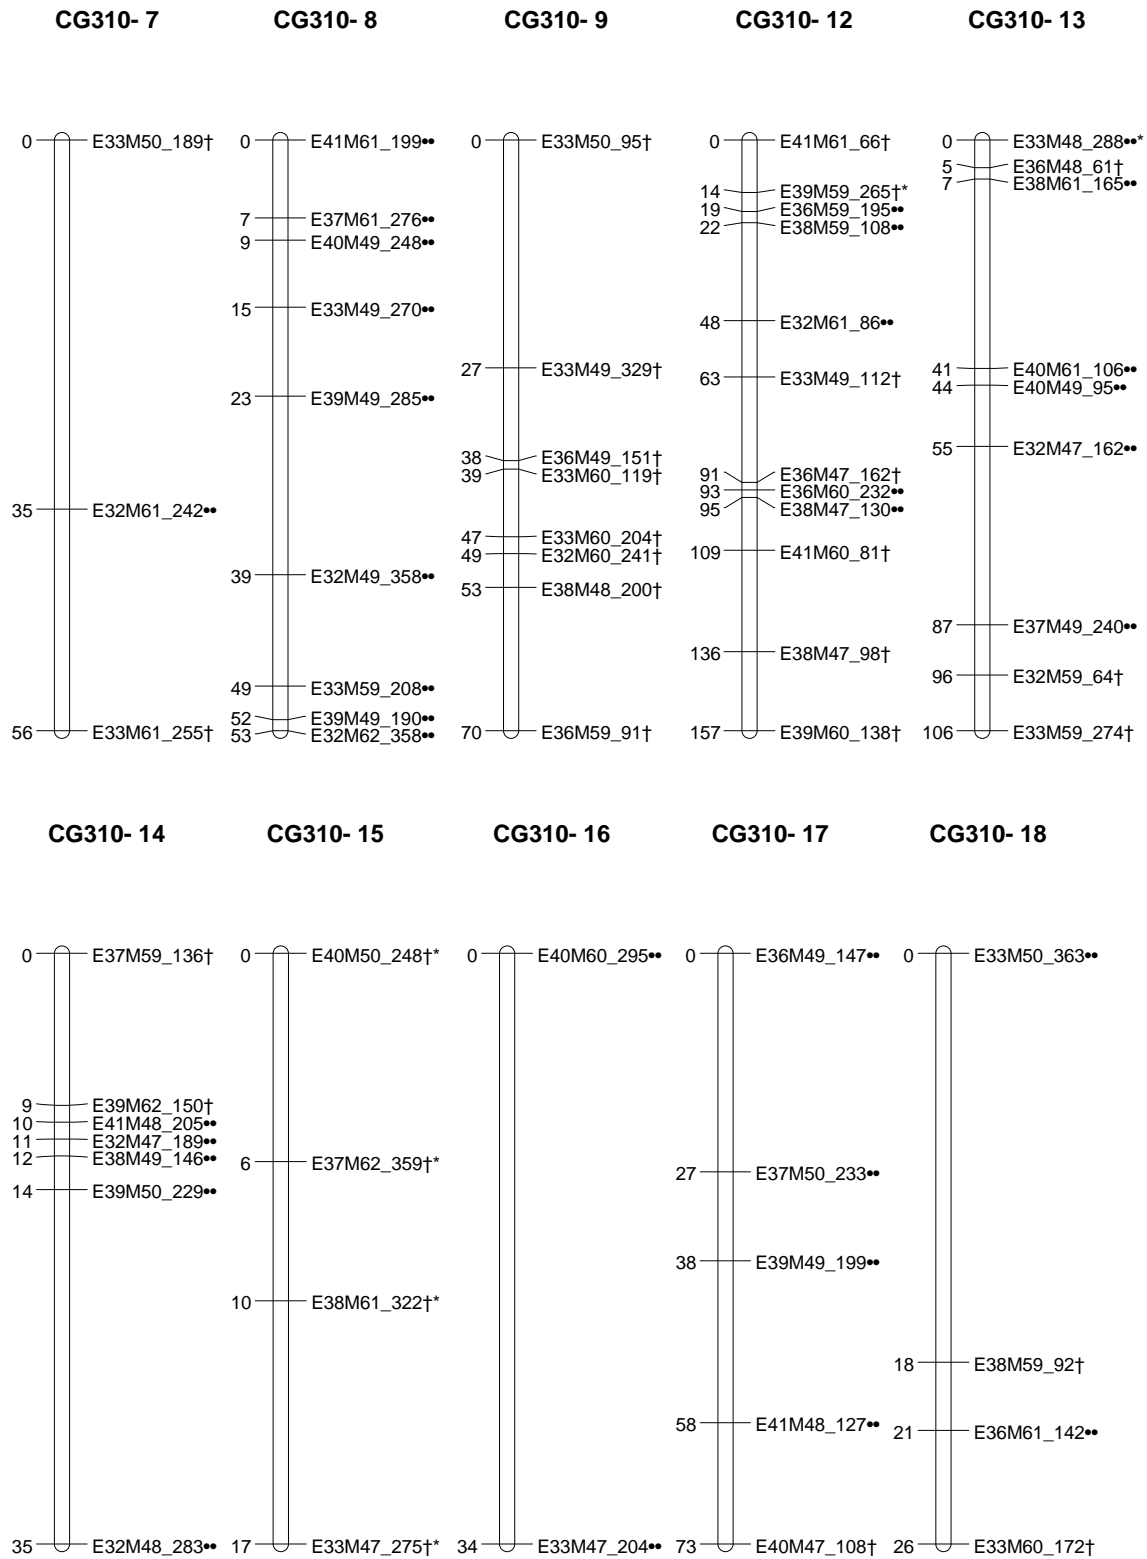 CG310- 7
0 E33M50_189†
35 E32M61_242••
56 E33M61_255†
CG310- 8
0 E41M61_199••
7 E37M61_276••
9 E40M49_248••
15 E33M49_270••
23 E39M49_285••
39 E32M49_358••
49 E33M59_208••
52 E39M49_190••
53 E32M62_358••
CG310- 9
0 E33M50_95†
27 E33M49_329†
38 E36M49_151†
39 E33M60_119†
47 E33M60_204†
49 E32M60_241†
53 E38M48_200†
70 E36M59_91†
CG310- 12
0 E41M61_66†
14 E39M59_265†*
19 E36M59_195••
22 E38M59_108••
48 E32M61_86••
63 E33M49_112†
91 E36M47_162†
93 E36M60_232••
95 E38M47_130••
109 E41M60_81†
136 E38M47_98†
157 E39M60_138†
CG310- 13
0 E33M48_288••*
5 E36M48_61†
7 E38M61_165••
41 E40M61_106••
44 E40M49_95••
55 E32M47_162••
87 E37M49_240••
96 E32M59_64†
106 E33M59_274†
CG310- 14
0 E37M59_136†
9 E39M62_150†
10 E41M48_205••
11 E32M47_189••
12 E38M49_146••
14 E39M50_229••
35 E32M48_283••
CG310- 15
0 E40M50_248†*
6 E37M62_359†*
10 E38M61_322†*
17 E33M47_275†*
CG310- 16
0 E40M60_295••
34 E33M47_204••
CG310- 17
0 E36M49_147••
27 E37M50_233••
38 E39M49_199••
58 E41M48_127••
73 E40M47_108†
CG310- 18
0 E33M50_363••
18 E38M59_92†
21 E36M61_142••
26 E33M60_172†